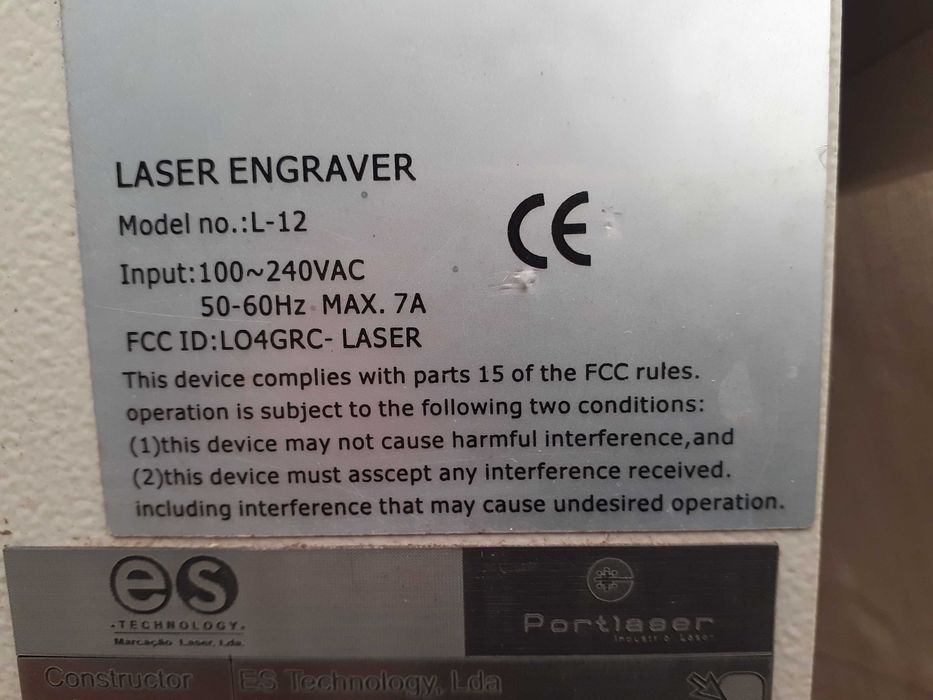 LASER ENGRAVER
Model no.:L-12
CE
Input:100~240VAC
50-60Hz MAX. 7A
FCC ID:LO4GRC- LASER
This device complies with parts 15 of the FCC rules.
operation is subject to the following two conditions:
(1)this device may not cause harmful interference,and
(2)this device must asscept any interference received.
including interference that may cause undesired operation.
es
.TECHNOLOGY.
Marcação Laser, Lda.
Portlaser
Industria Laser
Constructor ES Technology, Lda